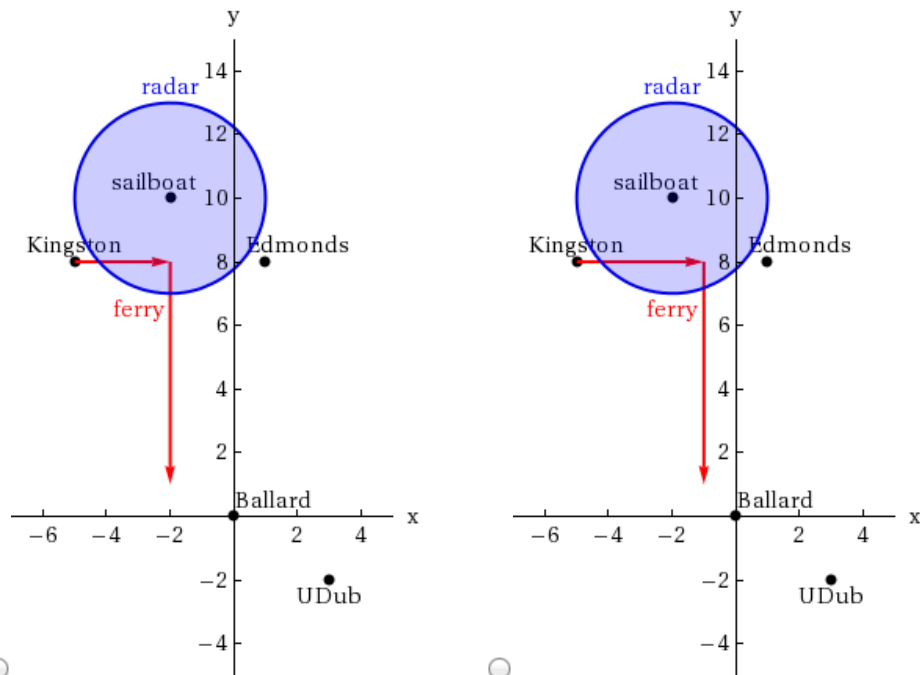 y
14
radar
12
sailboat
10
Kingston
Edmonds
8
ferry
6
4
2
Ballard
x
−6
−4
−2
2
4
−2
UDub
−4
y
14
radar
12
sailboat
10
Kingston
Edmonds
8
ferry
6
4
2
Ballard
x
−6
−4
−2
2
4
−2
UDub
−4